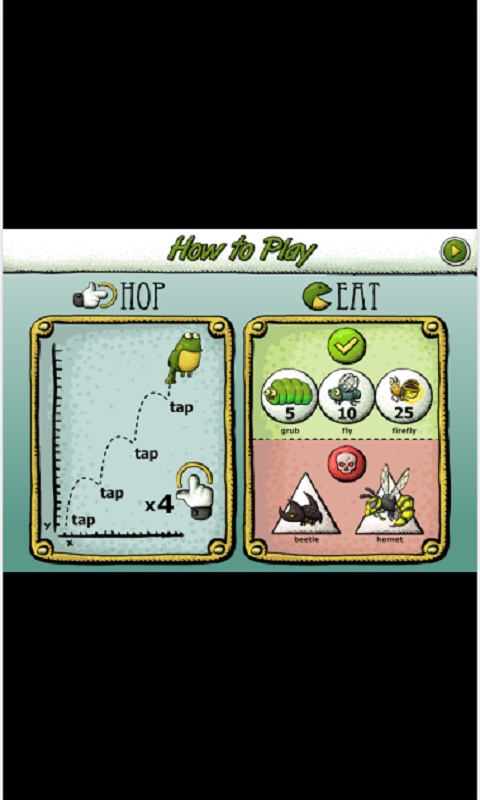 How to Play
HOP
EAT
tap
tap
tap
tap
x4
Y
X
5
10
25
grub
fly
firefly
beetle
hornet